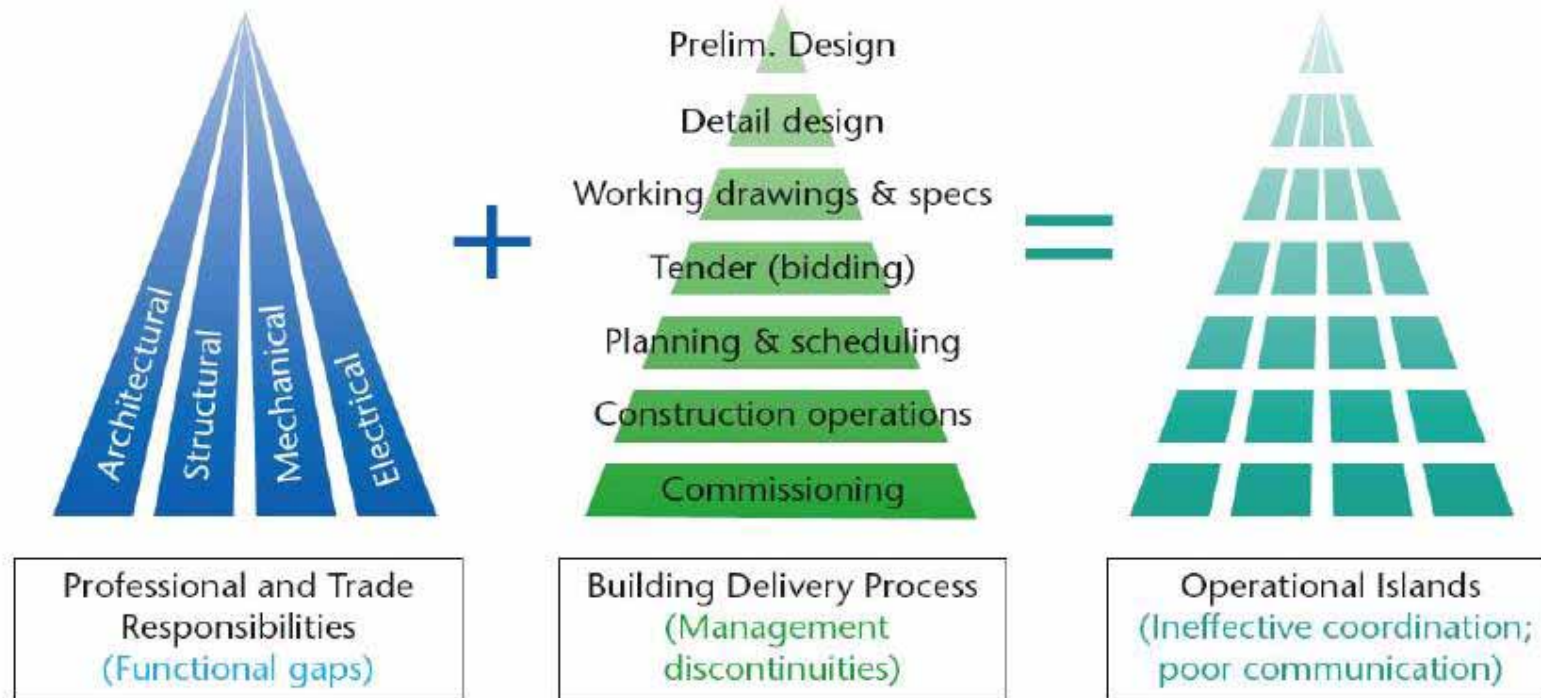 Architectural
Structural
Mechanical
Electrical
+
Prelim. Design
Detail design
Working drawings & specs
Tender (bidding)
Planning & scheduling
Construction operations
Commissioning
=
Professional and Trade
Responsibilities
(Functional gaps)
Building Delivery Process
(Management
discontinuities)
Operational Islands
(Ineffective coordination;
poor communication)